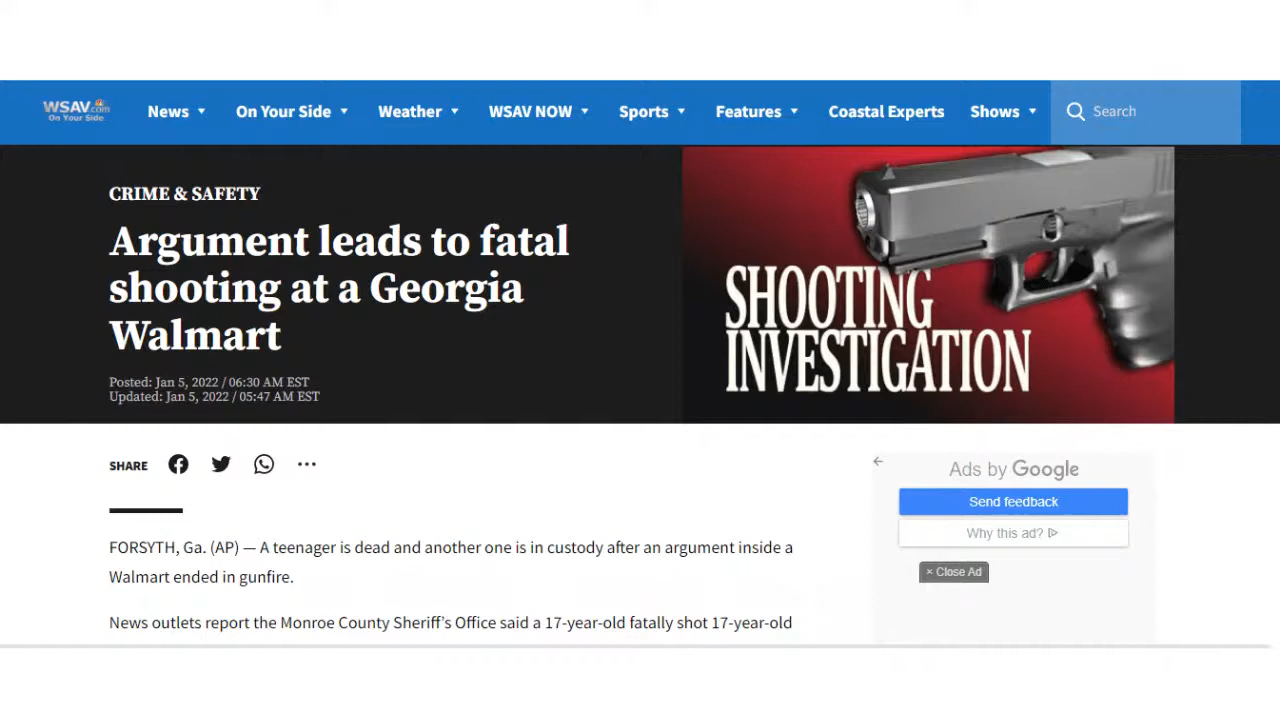 WSAV.com
On Your Side
News
On Your Side
Weather
WSAV NOW
Sports
Features
Coastal Experts
Shows
Search
CRIME & SAFETY
Argument leads to fatal
shooting at a Georgia
Walmart
Posted: Jan 5, 2022 / 06:30 AM EST
Updated: Jan 5, 2022 / 05:47 AM EST
SHOOTING
INVESTIGATION
SHARE
Ads by Google
Send feedback
Why this ad?
× Close Ad
FORSYTH, Ga. (AP) — A teenager is dead and another one is in custody after an argument inside a
Walmart ended in gunfire.
News outlets report the Monroe County Sheriff’s Office said a 17-year-old fatally shot 17-year-old